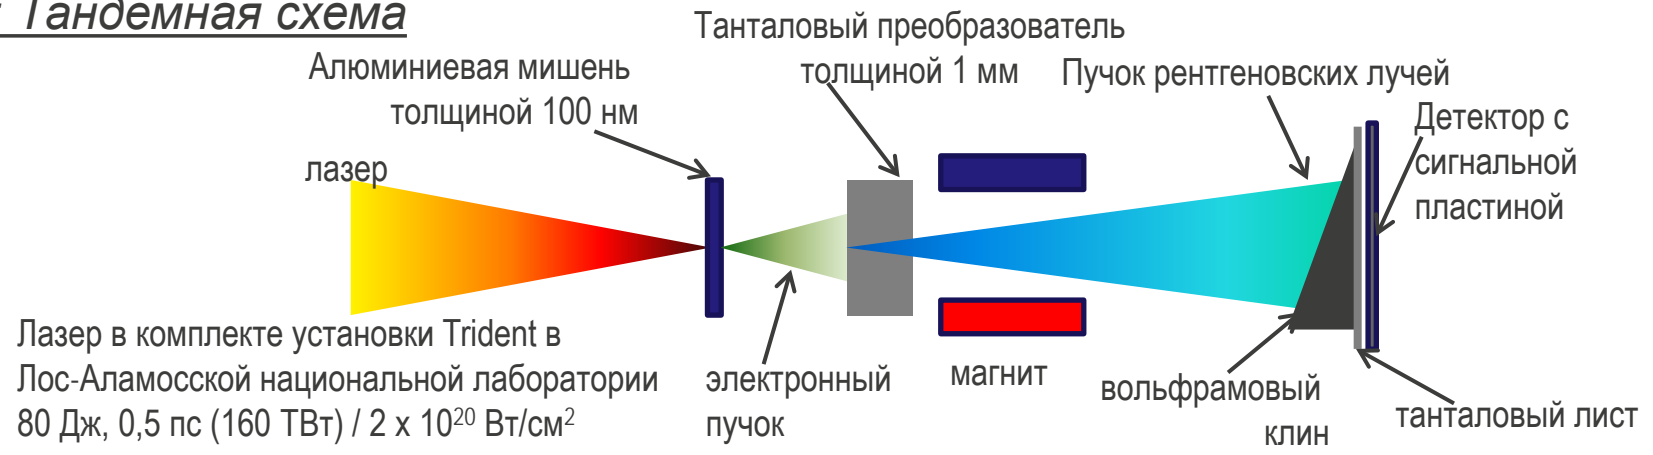 Тандемная схема
Танталовый преобразователь
толщиной 1 мм
Алюминиевая мишень
толщиной 100 нм
Пучок рентгеновских лучей
Детектор с
сигнальной
пластиной
лазер
Лазер в комплекте установки Trident в
Лос-Аламосской национальной лаборатории
80 Дж, 0,5 пс (160 ТВт) / 2 x 10²⁰ Вт/см²
электронный
пучок
магнит
вольфрамовый
клин
танталовый лист